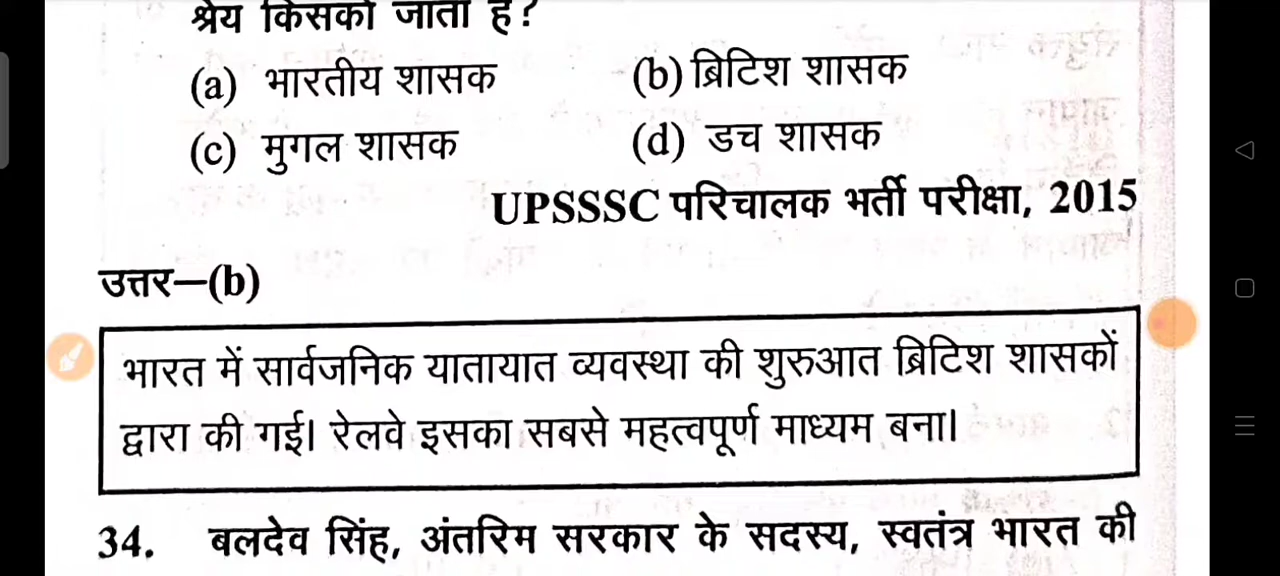 श्रेय किसको जाता है?
(a) भारतीय शासक (b) ब्रिटिश शासक
(c) मुगल शासक (d) डच शासक
UPSSSC परिचालक भर्ती परीक्षा, 2015
उत्तर—(b)
भारत में सार्वजनिक यातायात व्यवस्था की शुरुआत ब्रिटिश शासकों
द्वारा की गई। रेलवे इसका सबसे महत्वपूर्ण माध्यम बना।
34. बलदेव सिंह, अंतरिम सरकार के सदस्य, स्वतंत्र भारत की